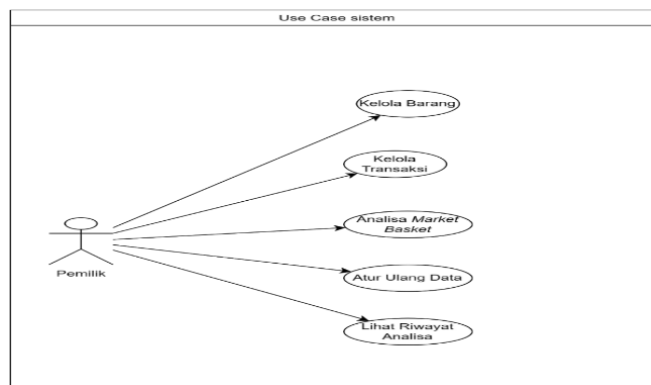 Use Case sistem
Kelola Barang
Kelola
Transaksi
Analisa Market
Basket
Pemilik
Atur Ulang Data
Lihat Riwayat
Analisa